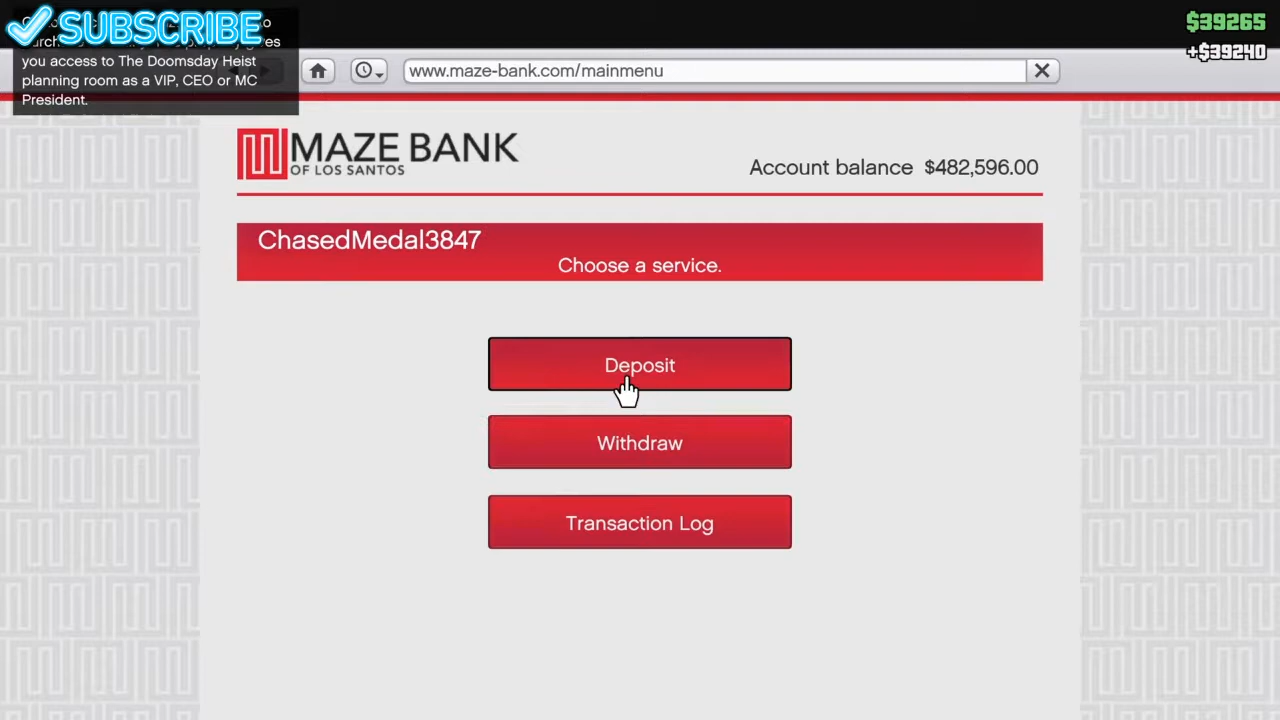 SUBSCRIBE
you access to The Doomsday Heist
planning room as a VIP, CEO or MC
President.
$39265
+$39240
www.maze-bank.com/mainmenu
MAZE BANK
OF LOS SANTOS
Account balance $482,596.00
ChasedMedal3847
Choose a service.
Deposit
Withdraw
Transaction Log